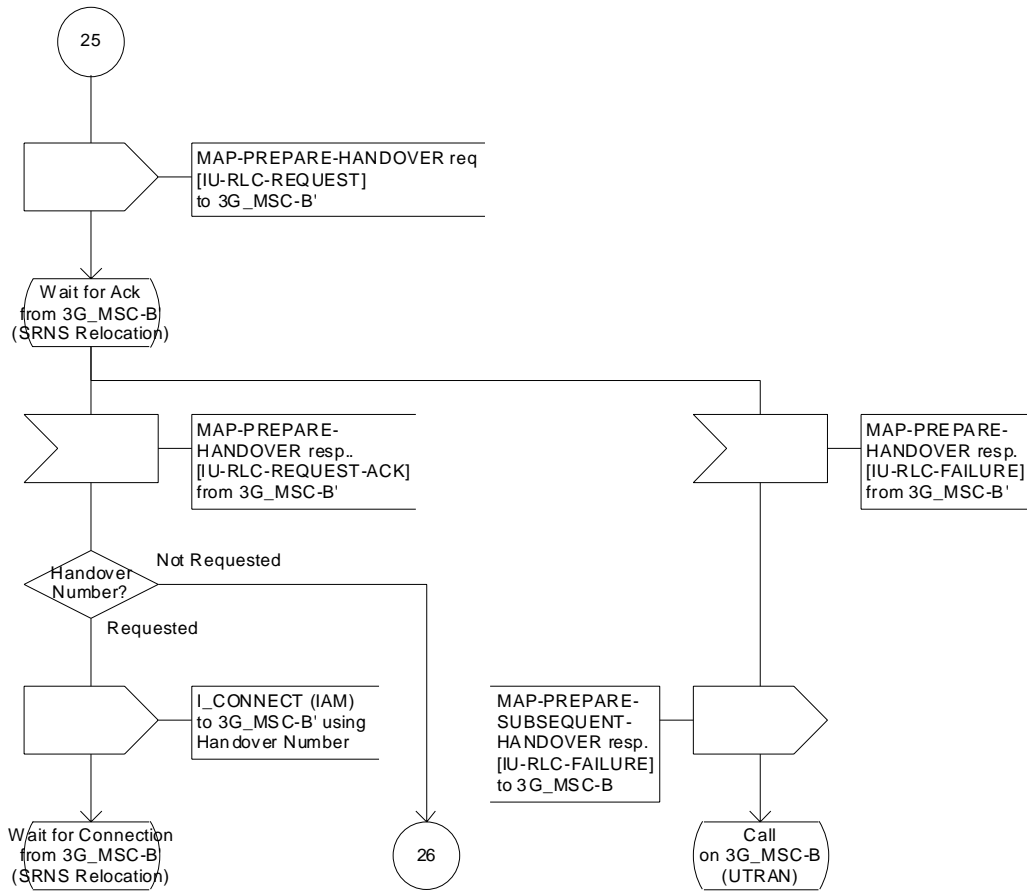 25
MAP-PREPARE-HANDOVER req
[IU-RLC-REQUEST]
to 3G_MSC-B'
Wait for Ack
from 3G_MSC-B'
(SRNS Relocation)
MAP-PREPARE-
HANDOVER resp..
[IU-RLC-REQUEST-ACK]
from 3G_MSC-B'
MAP-PREPARE-
HANDOVER resp.
[IU-RLC-FAILURE]
from 3G_MSC-B'
Handover
Number?
Not Requested
Requested
I_CONNECT (IAM)
to 3G_MSC-B' using
Handover Number
MAP-PREPARE-
SUBSEQUENT-
HANDOVER resp.
[IU-RLC-FAILURE]
to 3G_MSC-B
Wait for Connection
from 3G_MSC-B'
(SRNS Relocation)
26
Call
on 3G_MSC-B
(UTRAN)